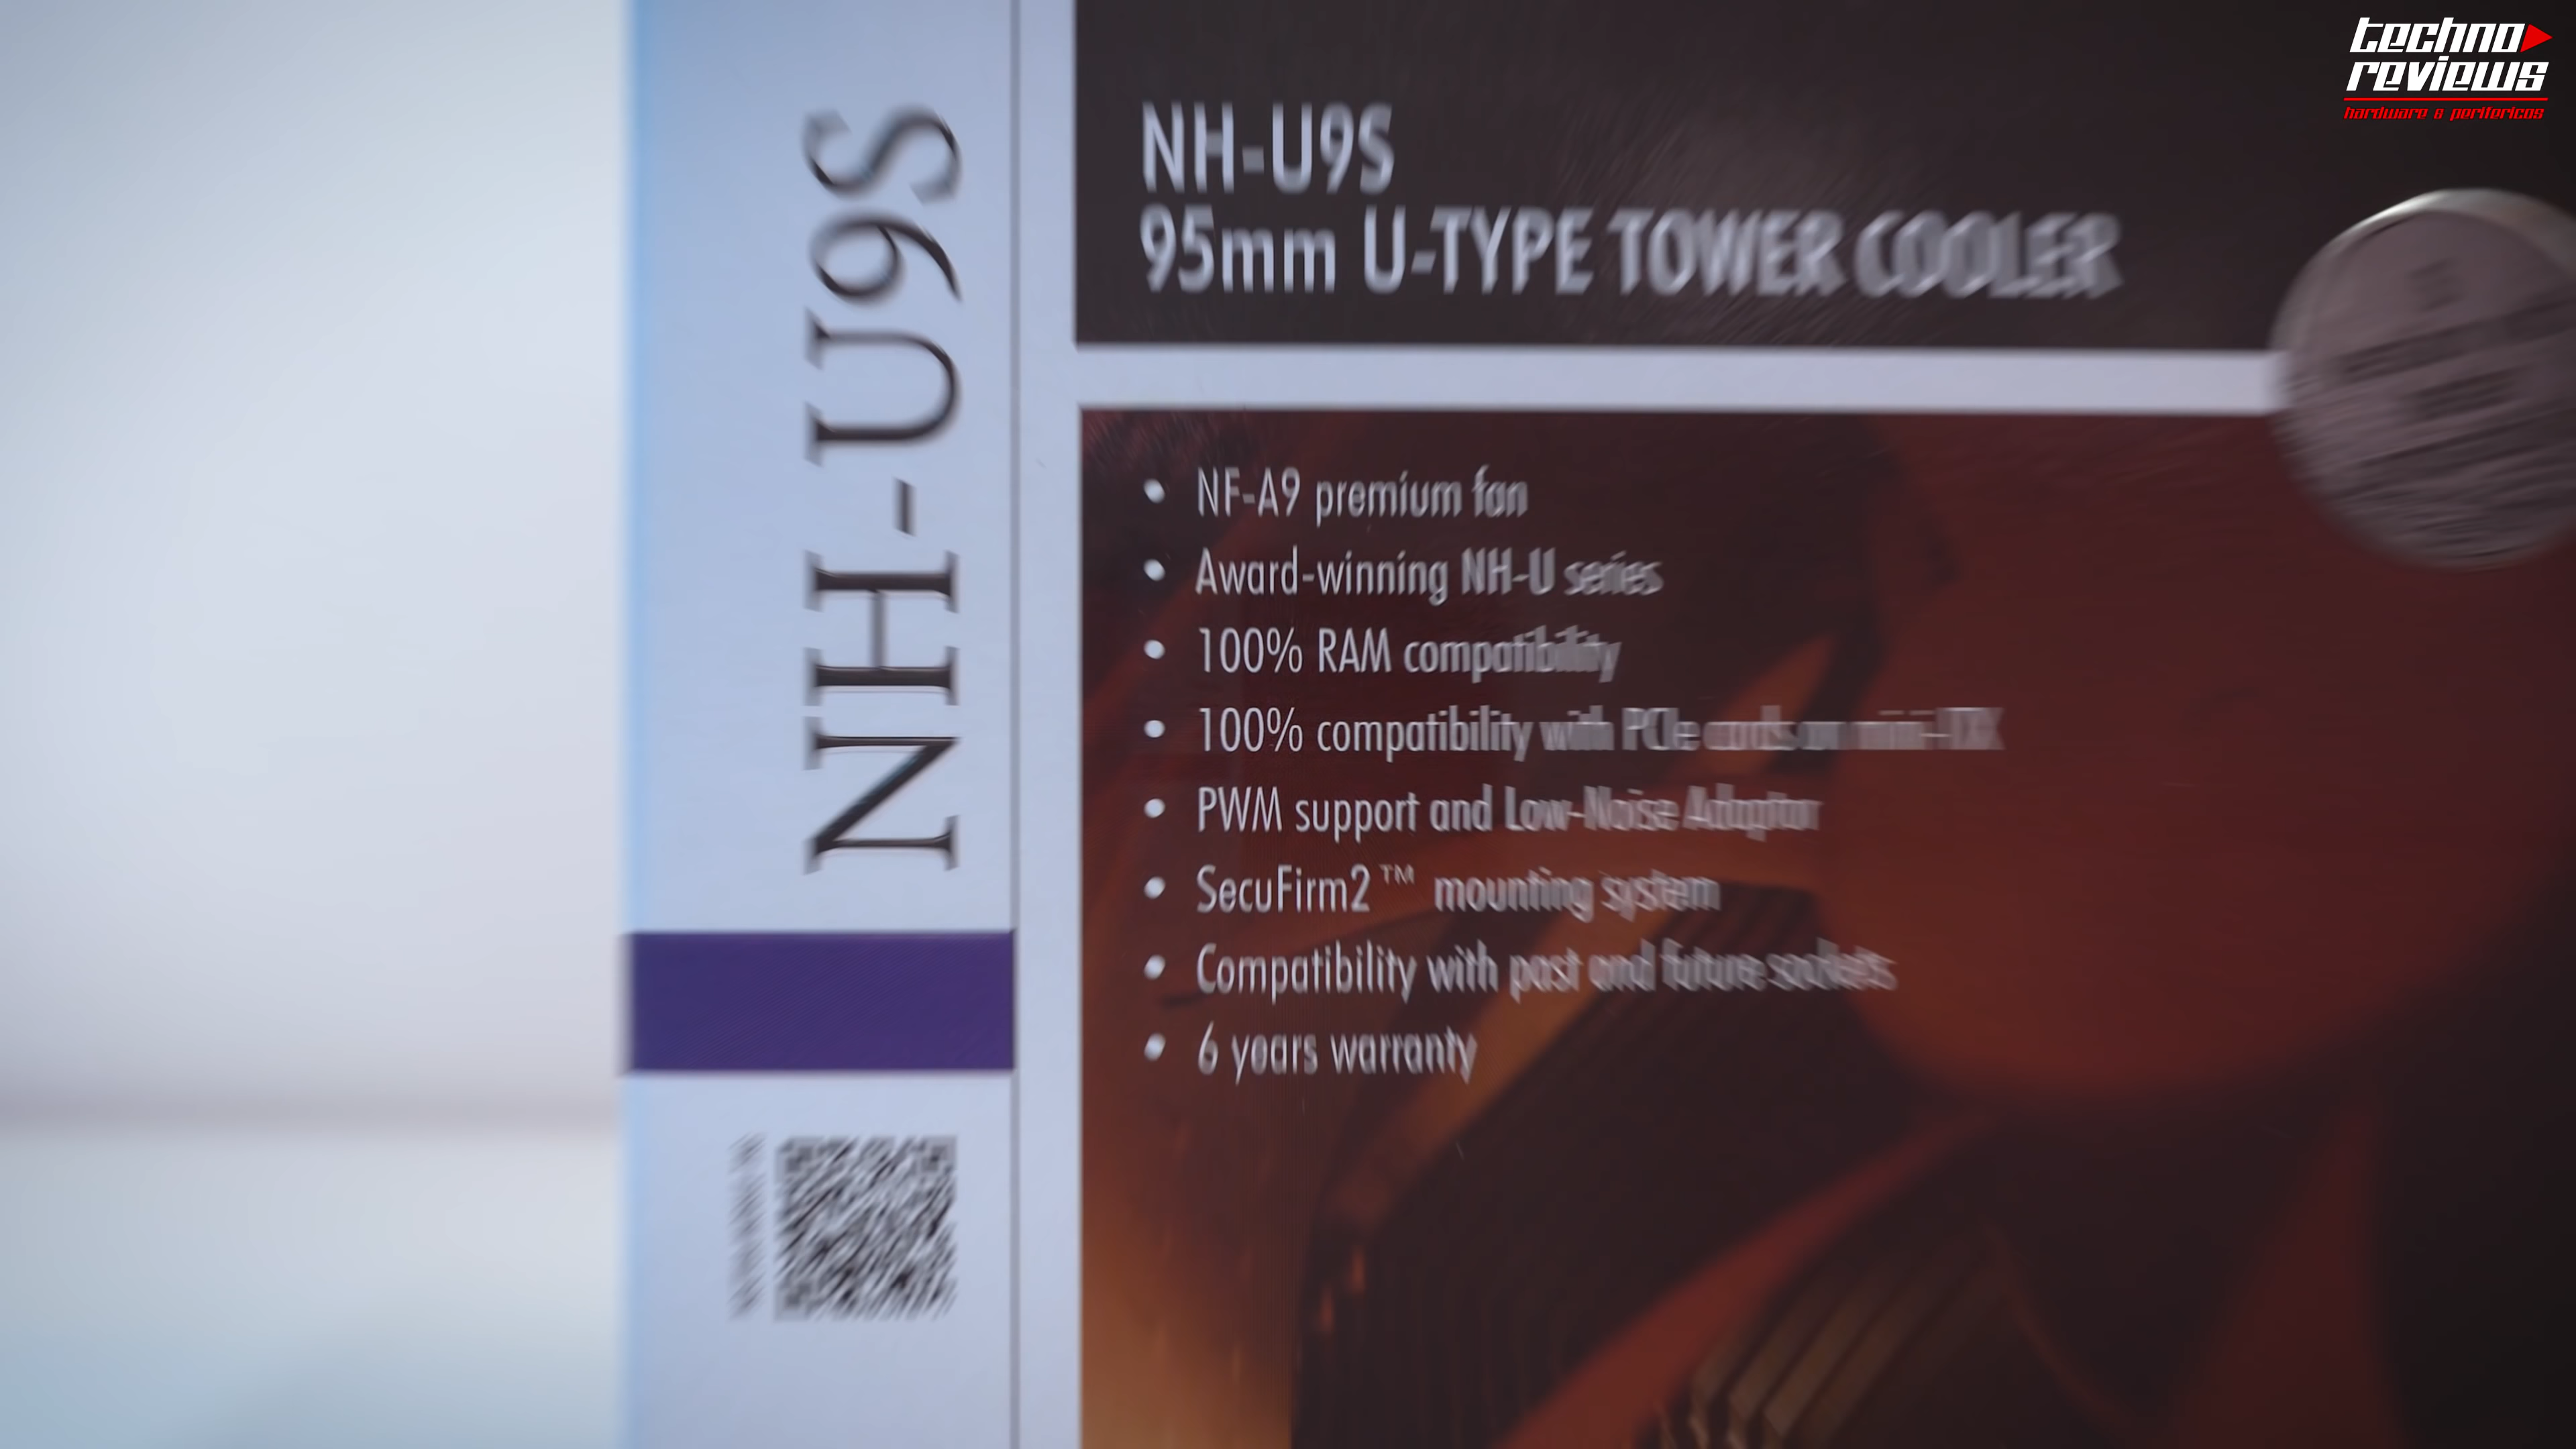 techno
reviews
hardware e perifericos
NH-U9S
NH-U9S
95mm U-TYPE TOWER COOLER
• NF-A9 premium fan
• Award-winning NH-U series
• 100% RAM compatibility
• 100% compatibility with PCIe cards on mini-ITX
• PWM support and Low-Noise Adaptor
• SecuFirm2™ mounting system
• Compatibility with past and future sockets
• 6 years warranty